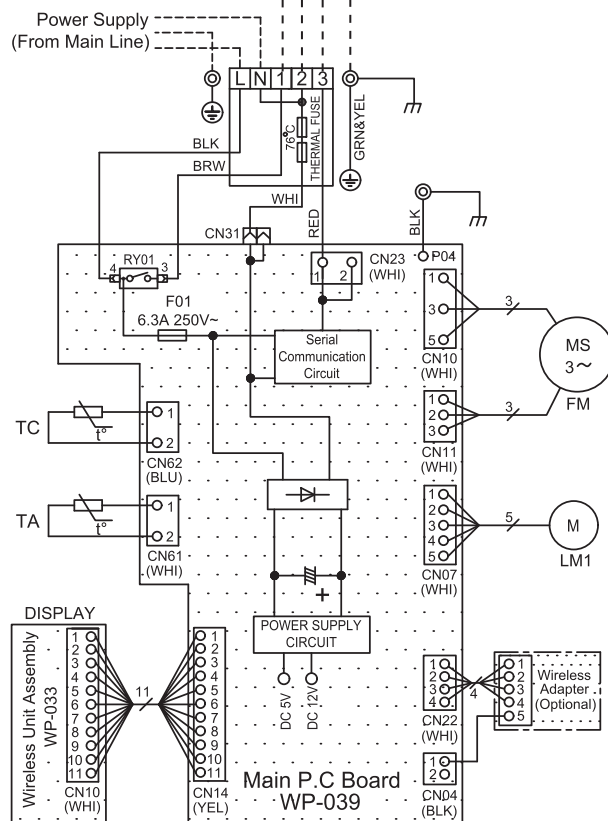 Power Supply
(From Main Line)
L N 1 2 3
BLK
BRW
76°C
THERMAL FUSE
GRN&YEL
WHI
RED
BLK
CN31
P04
RY01
4 3
CN23
(WHI)
1 2
F01
6.3A 250V~
Serial
Communication
Circuit
1
3
5
CN10
(WHI)
3
MS
3~
FM
3
1
2
3
CN11
(WHI)
TC
t°
1
2
CN62
(BLU)
TA
t°
1
2
CN61
(WHI)
1
2
3
4
5
CN07
(WHI)
5
M
LM1
+
POWER SUPPLY
CIRCUIT
DC 5V
DC 12V
DISPLAY
Wireless Unit Assembly
WP-033
1
2
3
4
5
6
7
8
9
10
11
CN10
(WHI)
11
1
2
3
4
5
6
7
8
9
10
11
CN14
(YEL)
Main P.C Board
WP-039
1
2
3
4
CN22
(WHI)
4
1
2
3
4
5
Wireless
Adapter
(Optional)
1
2
CN04
(BLK)